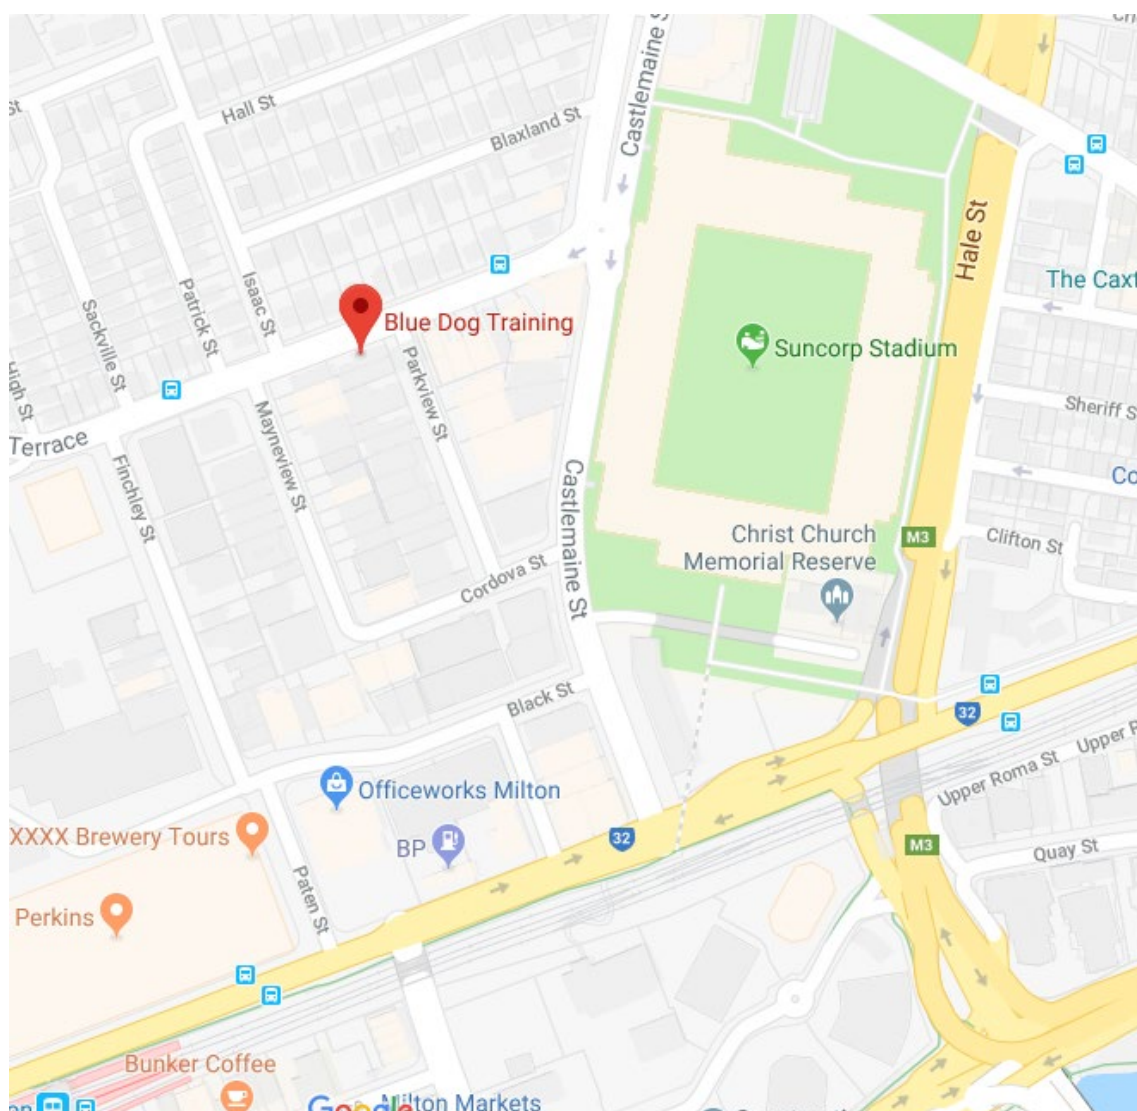 Castlemaine S
Hall St
St
Blaxland St
Hale St
The Caxt
Isaac St
Patrick St
Sackville St
High St
Blue Dog Training
Suncorp Stadium
Parkview St
Sheriff S
Mayneview St
Terrace
Finchley St
Co
Castlemaine St
Christ Church
Memorial Reserve
M3
Clifton St
Cordova St
Black St
32
Upper R
Upper Roma St
Officeworks Milton
XXXX Brewery Tours
BP
32
M3
Quay St
Paten St
Perkins
Bunker Coffee
Google
Milton Markets